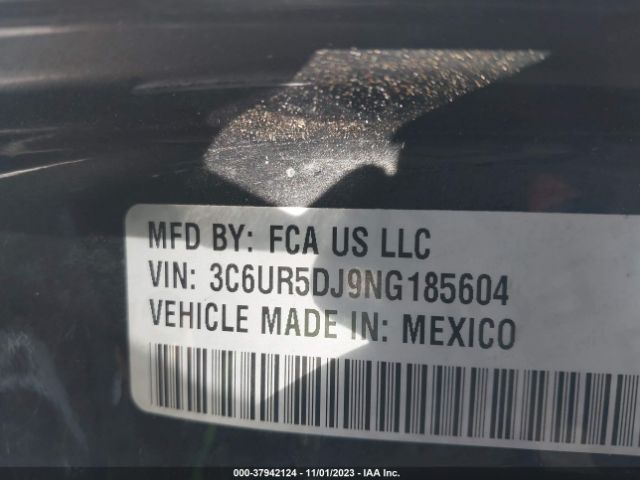 MFD BY: FCA US LLC
VIN: 3C6UR5DJ9NG185604
VEHICLE MADE IN: MEXICO
000-37942124 | 11/01/2023 | IAA Inc.